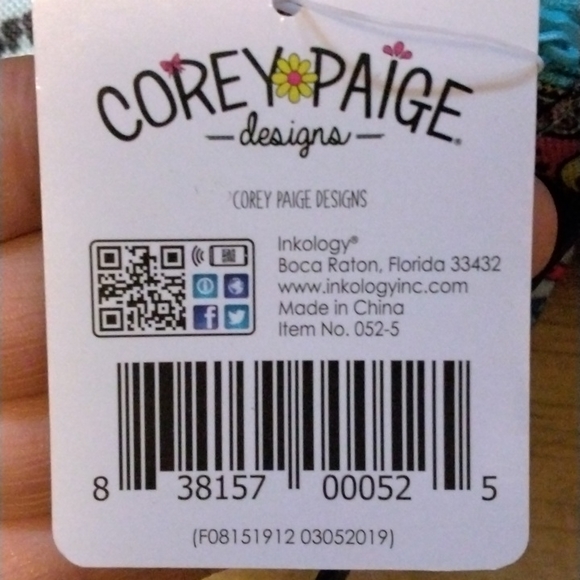 COREY PAIGE
designs
COREY PAIGE DESIGNS
Inkology®
Boca Raton, Florida 33432
www.inkologyinc.com
Made in China
Item No. 052-5
8 38157 00052 5
(F08151912 03052019)